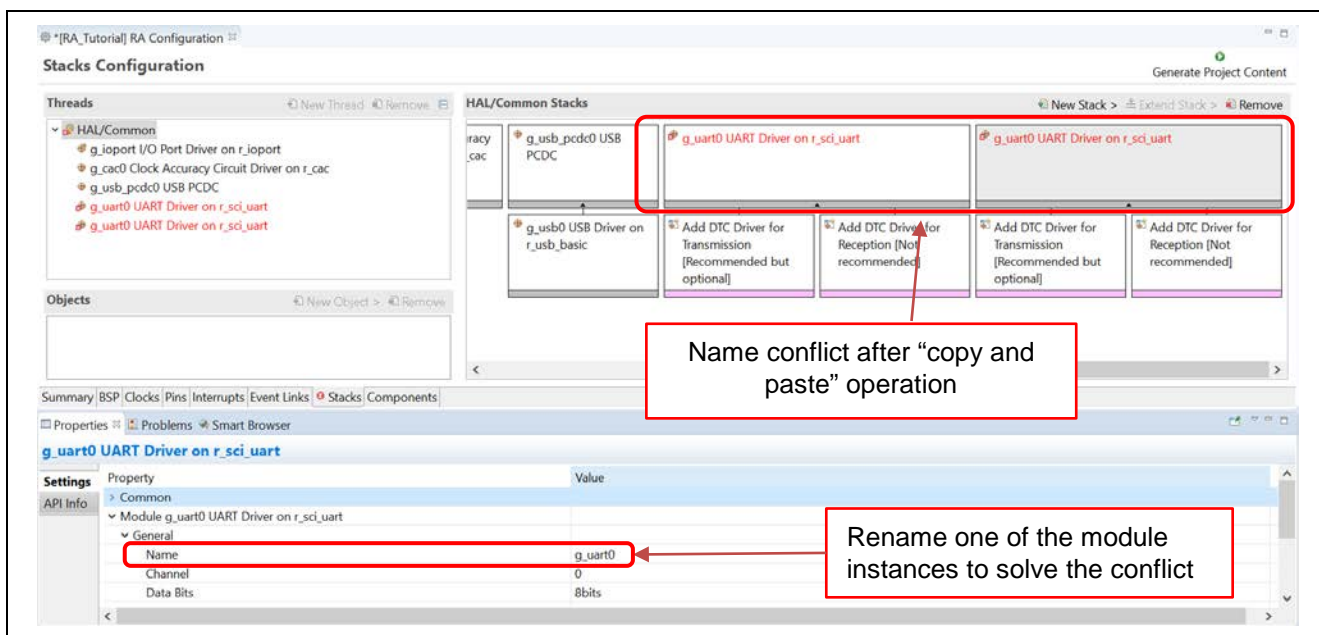 *[RA_Tutorial] RA Configuration
Stacks Configuration
Generate Project Content
Threads
New Thread Remove
HAL/Common Stacks
New Stack > Extend Stack > Remove
HAL/Common
g_ioport I/O Port Driver on r_ioport
g_cac0 Clock Accuracy Circuit Driver on r_cac
g_usb_pcdc0 USB PCDC
g_uart0 UART Driver on r_sci_uart
g_uart0 UART Driver on r_sci_uart
Objects
New Object > Remove
racy
_cac
g_usb_pcdc0 USB
PCDC
g_uart0 UART Driver on r_sci_uart
g_uart0 UART Driver on r_sci_uart
g_usb0 USB Driver on
r_usb_basic
Add DTC Driver for
Transmission
[Recommended but
optional]
Add DTC Driver for
Reception [Not
recommended]
Add DTC Driver for
Transmission
[Recommended but
optional]
Add DTC Driver for
Reception [Not
recommended]
Name conflict after “copy and
paste” operation
Summary BSP Clocks Pins Interrupts Event Links Stacks Components
Properties Problems Smart Browser
g_uart0 UART Driver on r_sci_uart
Settings
API Info
Property Value
> Common
Module g_uart0 UART Driver on r_sci_uart
General
Name g_uart0
Channel 0
Data Bits 8bits
Rename one of the module
instances to solve the conflict